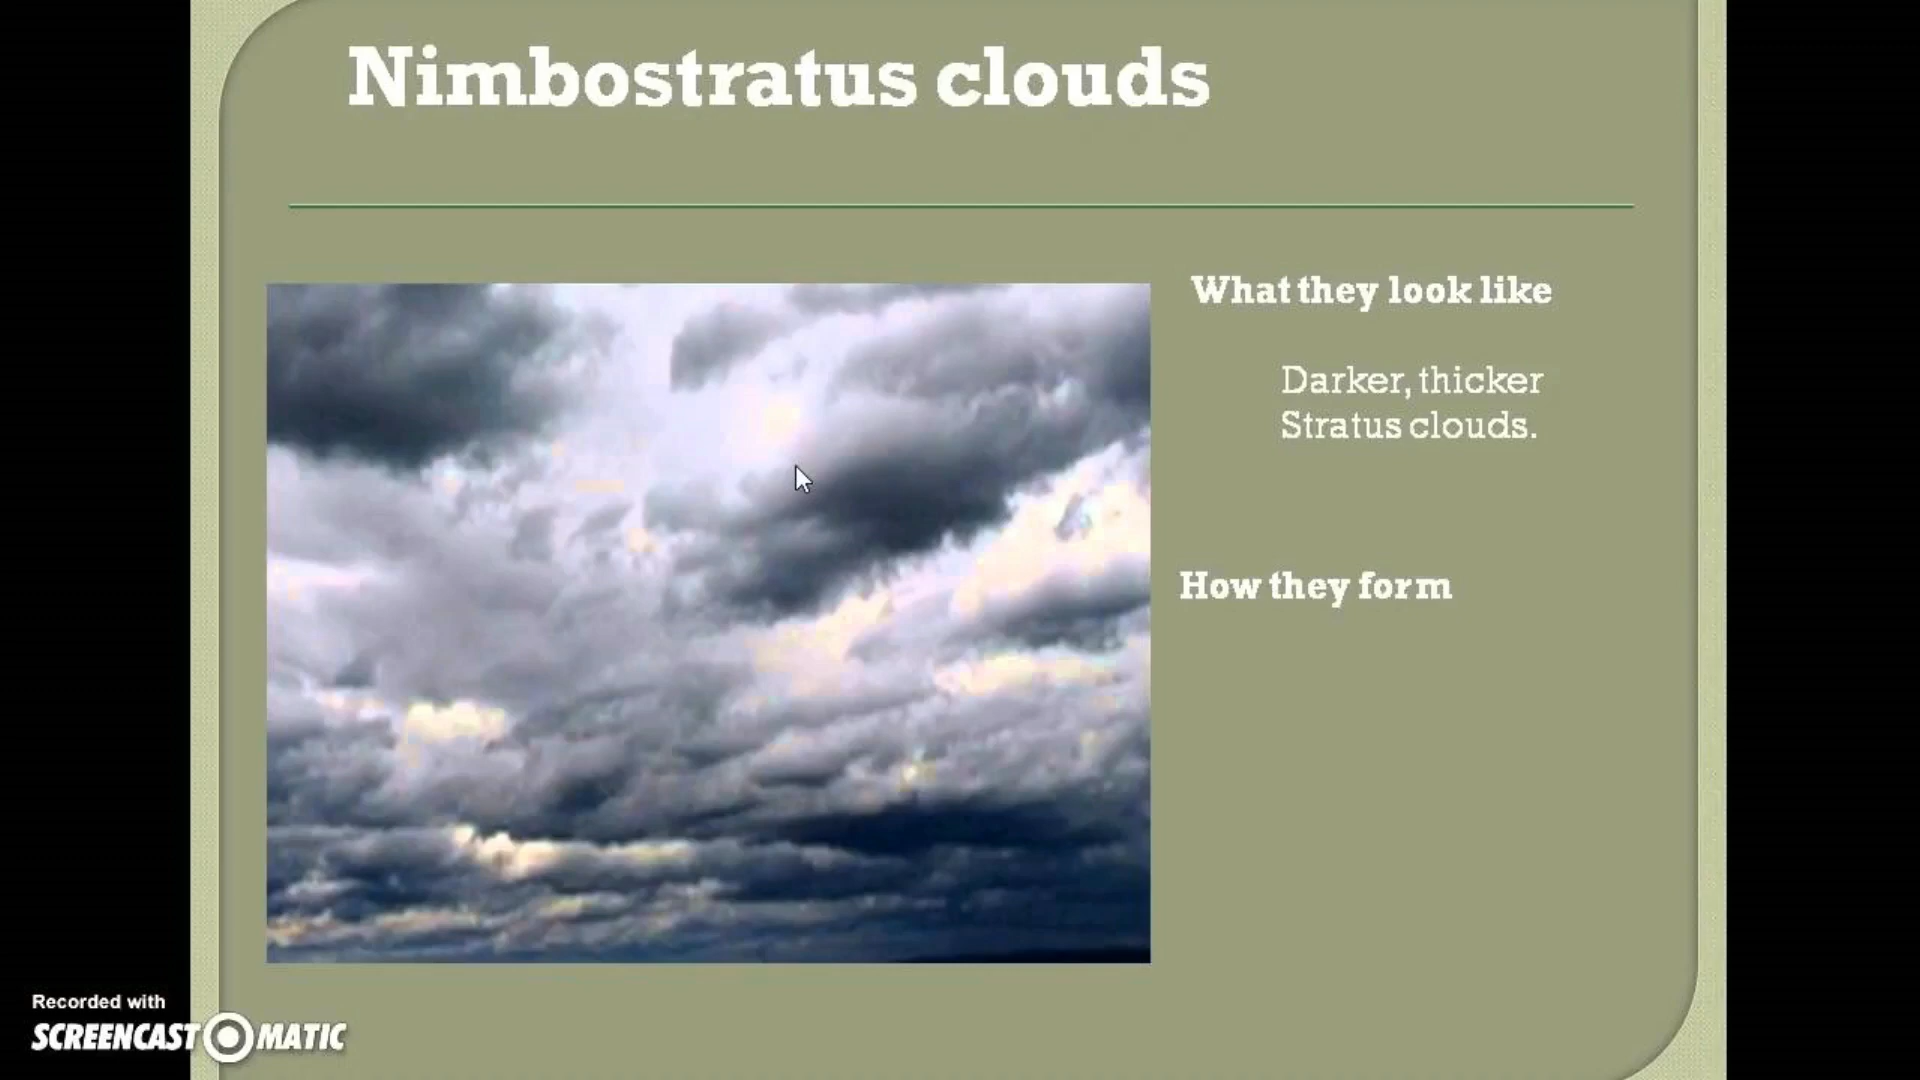 Nimbostratus clouds
What they look like
Darker, thicker
Stratus clouds.
How they form
Recorded with
SCREENCAST MATIC